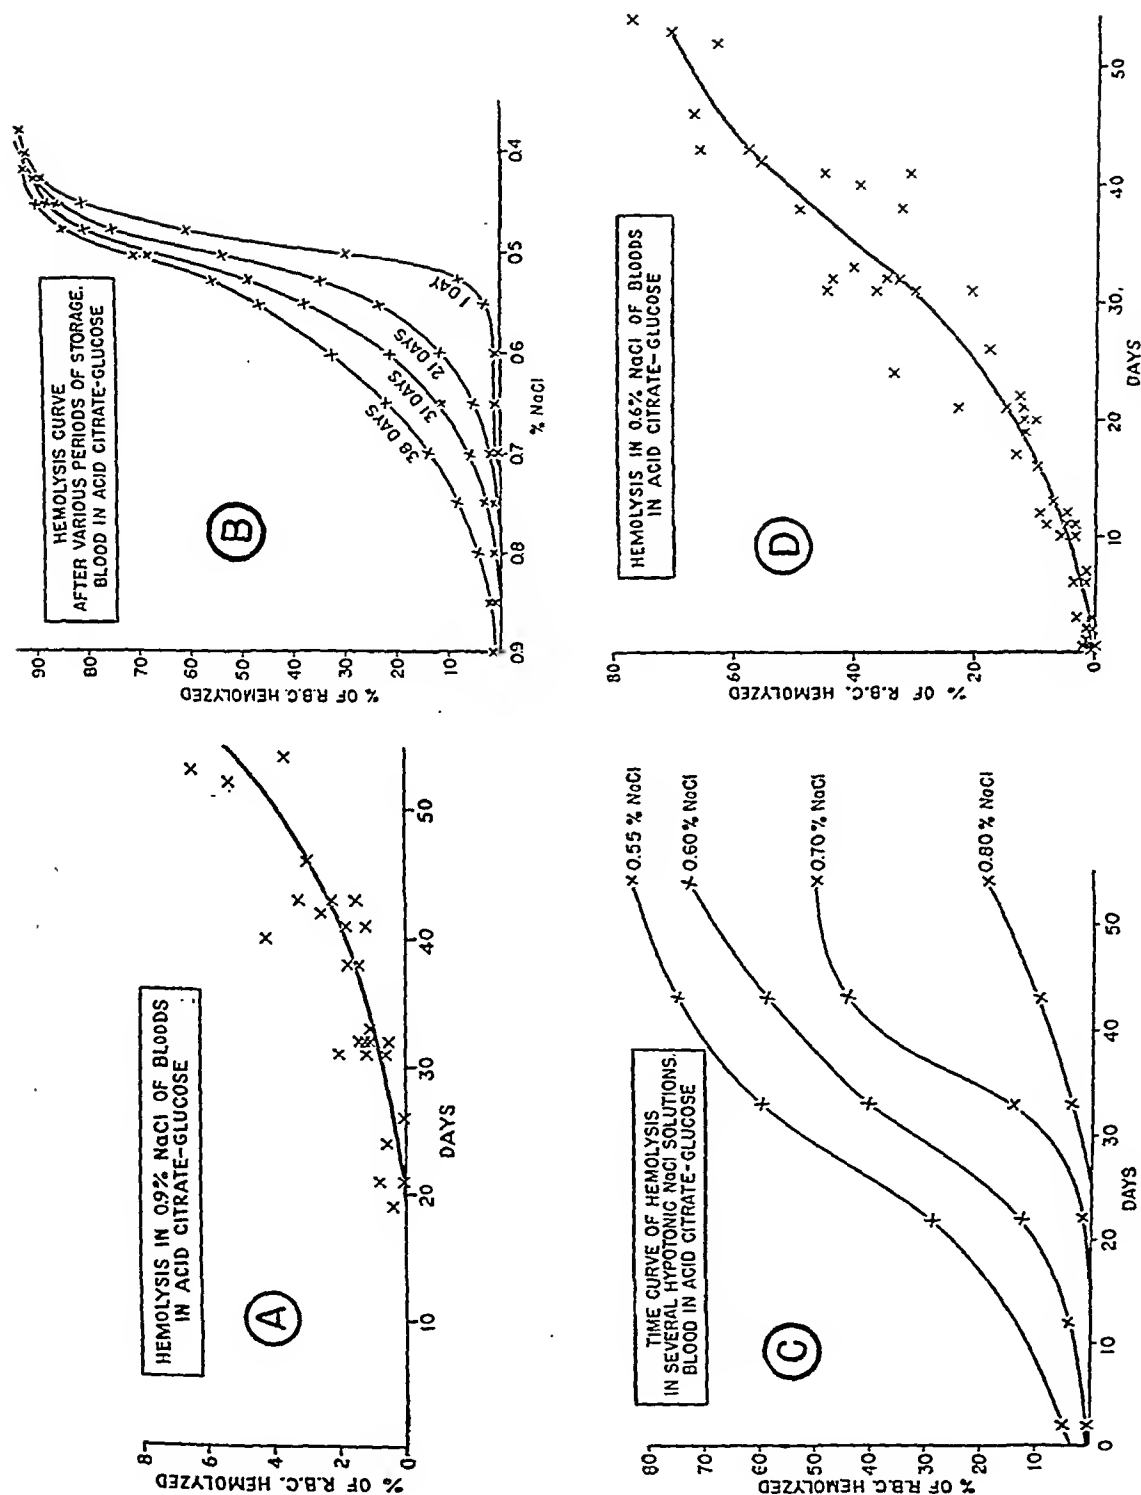 HEMOLYSIS IN 0.9% NaCl OF BLOODS
IN ACID CITRATE-GLUCOSE
A
% OF R.B.C. HEMOLYZED
8
6
4
2
0
10
20
30
40
50
DAYS
HEMOLYSIS CURVE
AFTER VARIOUS PERIODS OF STORAGE.
BLOOD IN ACID CITRATE-GLUCOSE
B
% OF R.B.C. HEMOLYZED
90
80
70
60
50
40
30
20
10
38 DAYS
31 DAYS
21 DAYS
1 DAY
0.9
0.8
0.7
0.6
0.5
0.4
% NaCl
TIME CURVE OF HEMOLYSIS
IN SEVERAL HYPOTONIC NaCl SOLUTIONS.
BLOOD IN ACID CITRATE-GLUCOSE
C
% OF R.B.C. HEMOLYZED
80
70
60
50
40
30
20
10
0.55 % NaCl
0.60 % NaCl
0.70 % NaCl
0.80 % NaCl
0
10
20
30
40
50
DAYS
HEMOLYSIS IN 0.6% NaCl OF BLOODS
IN ACID CITRATE-GLUCOSE
D
% OF R.B.C. HEMOLYZED
80
60
40
20
0
10
20
30
40
50
DAYS